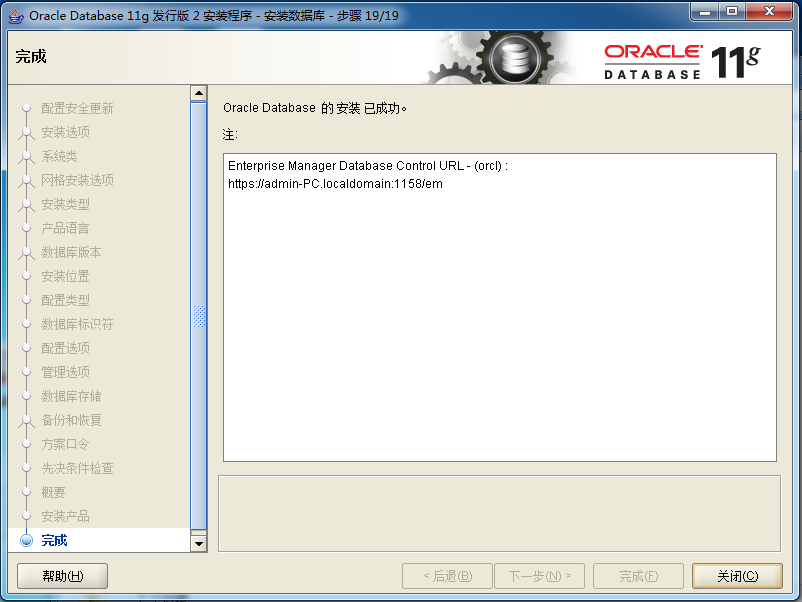 Oracle Database 11g 发行版 2 安装程序 - 安装数据库 - 步骤 19/19
完成
ORACLE
DATABASE 11g
配置安全更新
安装选项
系统类
网格安装选项
安装类型
产品语言
数据库版本
安装位置
配置类型
数据库标识符
配置选项
管理选项
数据库存储
备份和恢复
方案口令
先决条件检查
概要
安装产品
完成
Oracle Database 的 安装 已成功。
注:
Enterprise Manager Database Control URL - (orcl) :
https://admin-PC.localdomain:1158/em
帮助(H)
< 后退(B)
下一步(N) >
完成(F)
关闭(C)